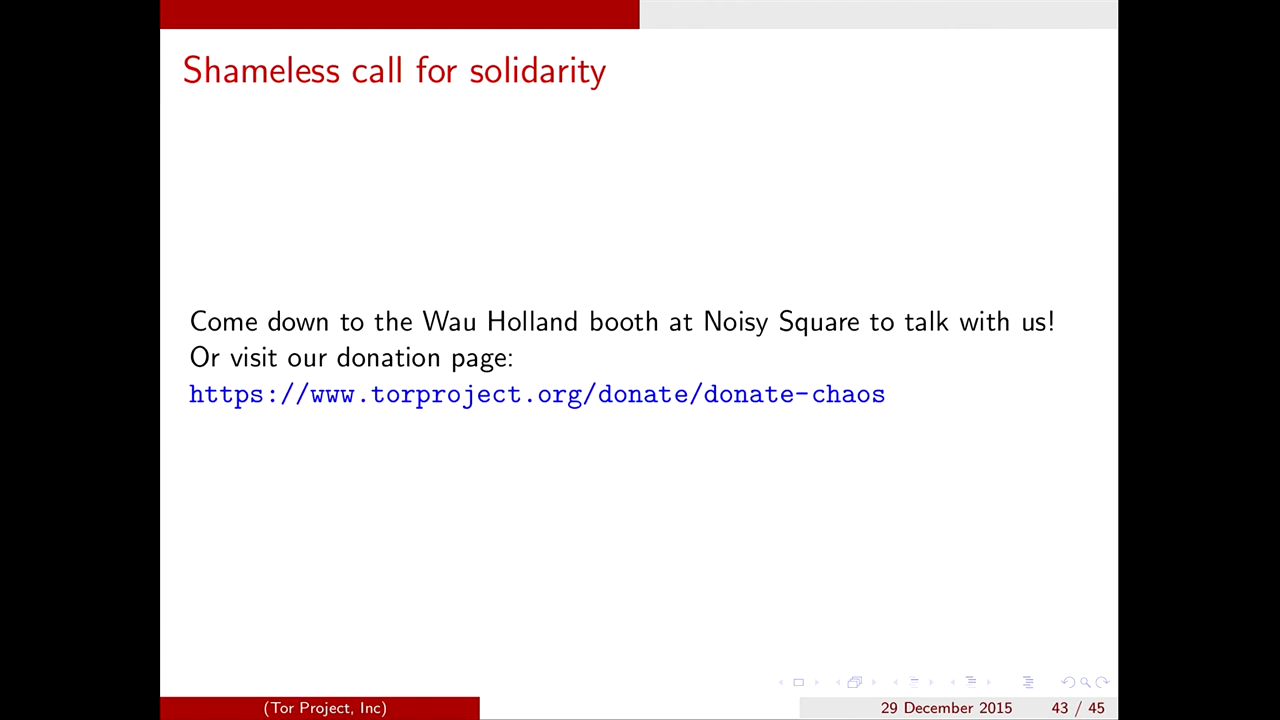 Shameless call for solidarity
Come down to the Wau Holland booth at Noisy Square to talk with us!
Or visit our donation page:
https://www.torproject.org/donate/donate-chaos
(Tor Project, Inc)
29 December 2015
43 / 45